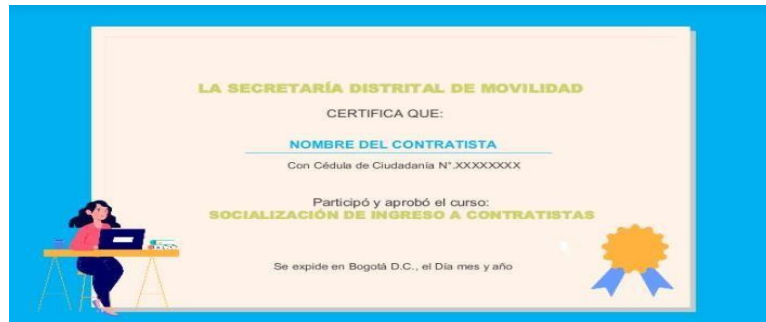 LA SECRETARÍA DISTRITAL DE MOVILIDAD
CERTIFICA QUE:
NOMBRE DEL CONTRATISTA
Con Cédula de Ciudadanía N°.XXXXXXXX
Participó y aprobó el curso:
SOCIALIZACIÓN DE INGRESO A CONTRATISTAS
Se expide en Bogotá D.C., el Día mes y año